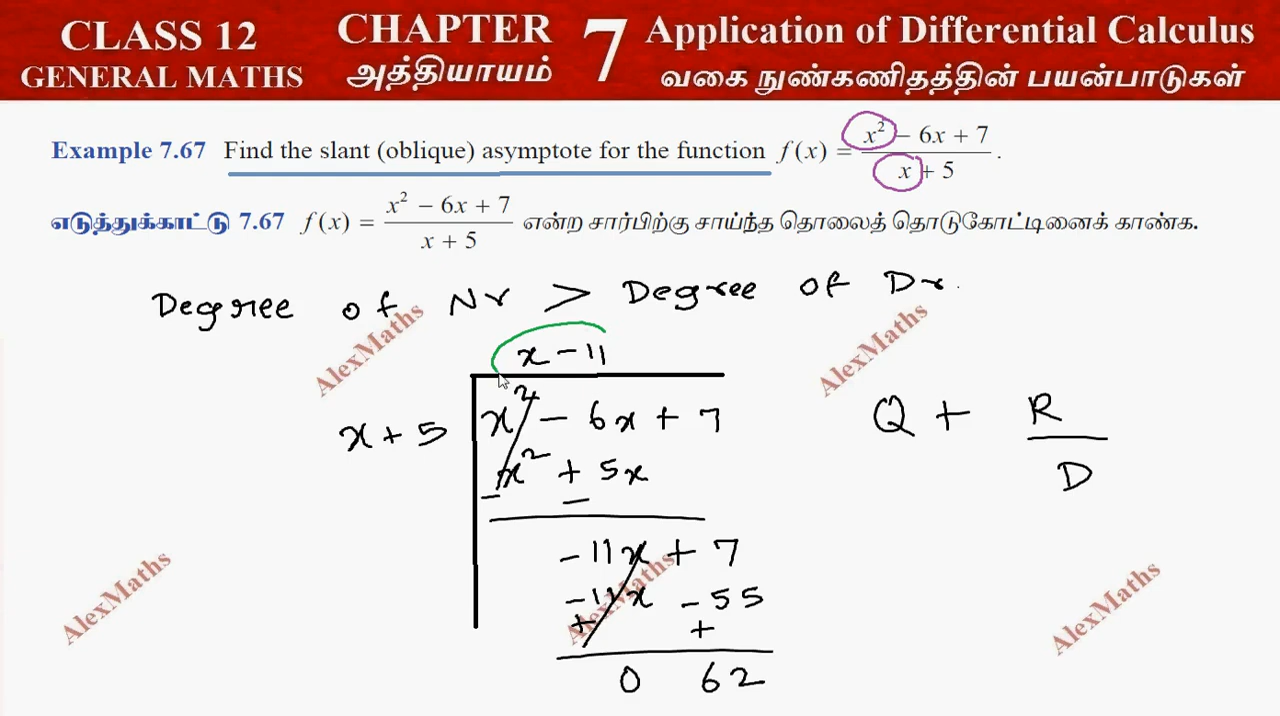 CLASS 12
GENERAL MATHS
CHAPTER
அத்தியாயம்
7
Application of Differential Calculus
வகை நுண்கணிதத்தின் பயன்பாடுகள்
Example 7.67 Find the slant (oblique) asymptote for the function f(x) = x² – 6x + 7 / x + 5 .
எடுத்துக்காட்டு 7.67 f(x) = x² – 6x + 7 / x + 5 என்ற சார்பிற்கு சாய்ந்த தொலைத் தொடுகோட்டினைக் காண்க.
Degree of Nr > Degree of Dr.
AlexMaths AlexMaths
x – 11
x + 5 x² – 6x + 7
x² + 5x
– –
Q + R / D
–11x + 7
–11x – 55
+ +
0 62
AlexMaths AlexMaths AlexMaths